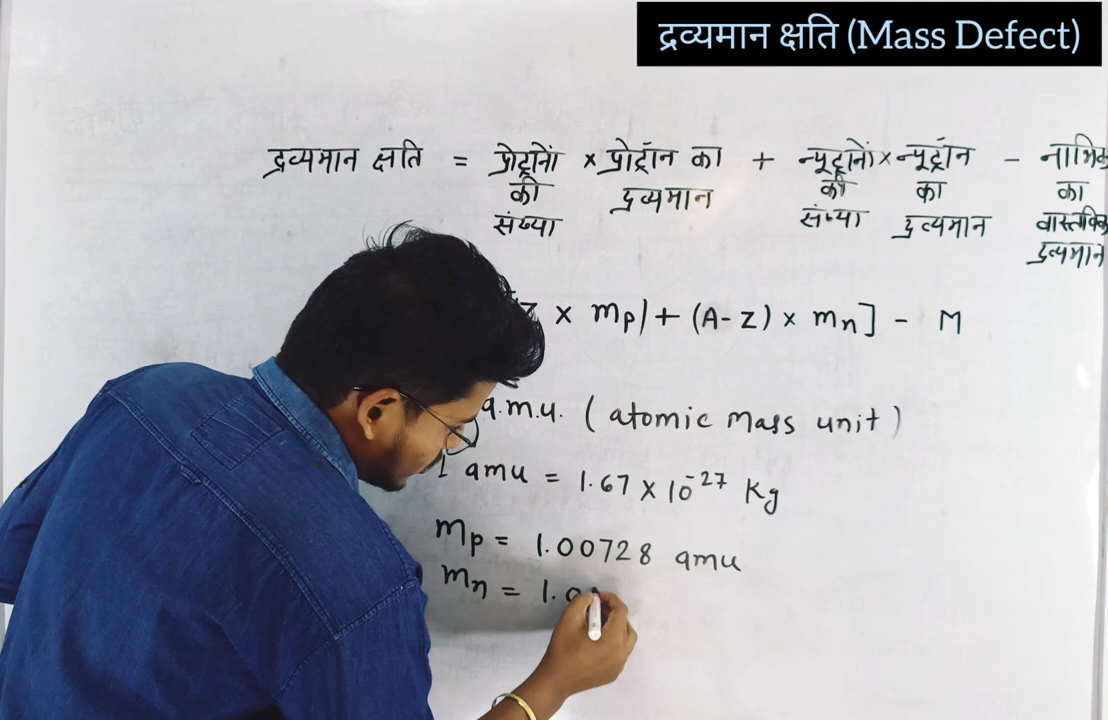 द्रव्यमान क्षति (Mass Defect)
द्रव्यमान क्षति = प्रोट्रानों × प्रोट्रॉन का + न्यूट्रानों × न्यूट्रॉन - 
की द्रव्यमान की का का
संख्या संख्या द्रव्यमान वास्तविक
द्रव्यमान
Z × mp) + (A-Z) × mn] - M
a.m.u. (atomic mass unit)
1 amu = 1.67 × 10⁻²⁷ Kg
mp = 1.00728 amu
mn = 1.0